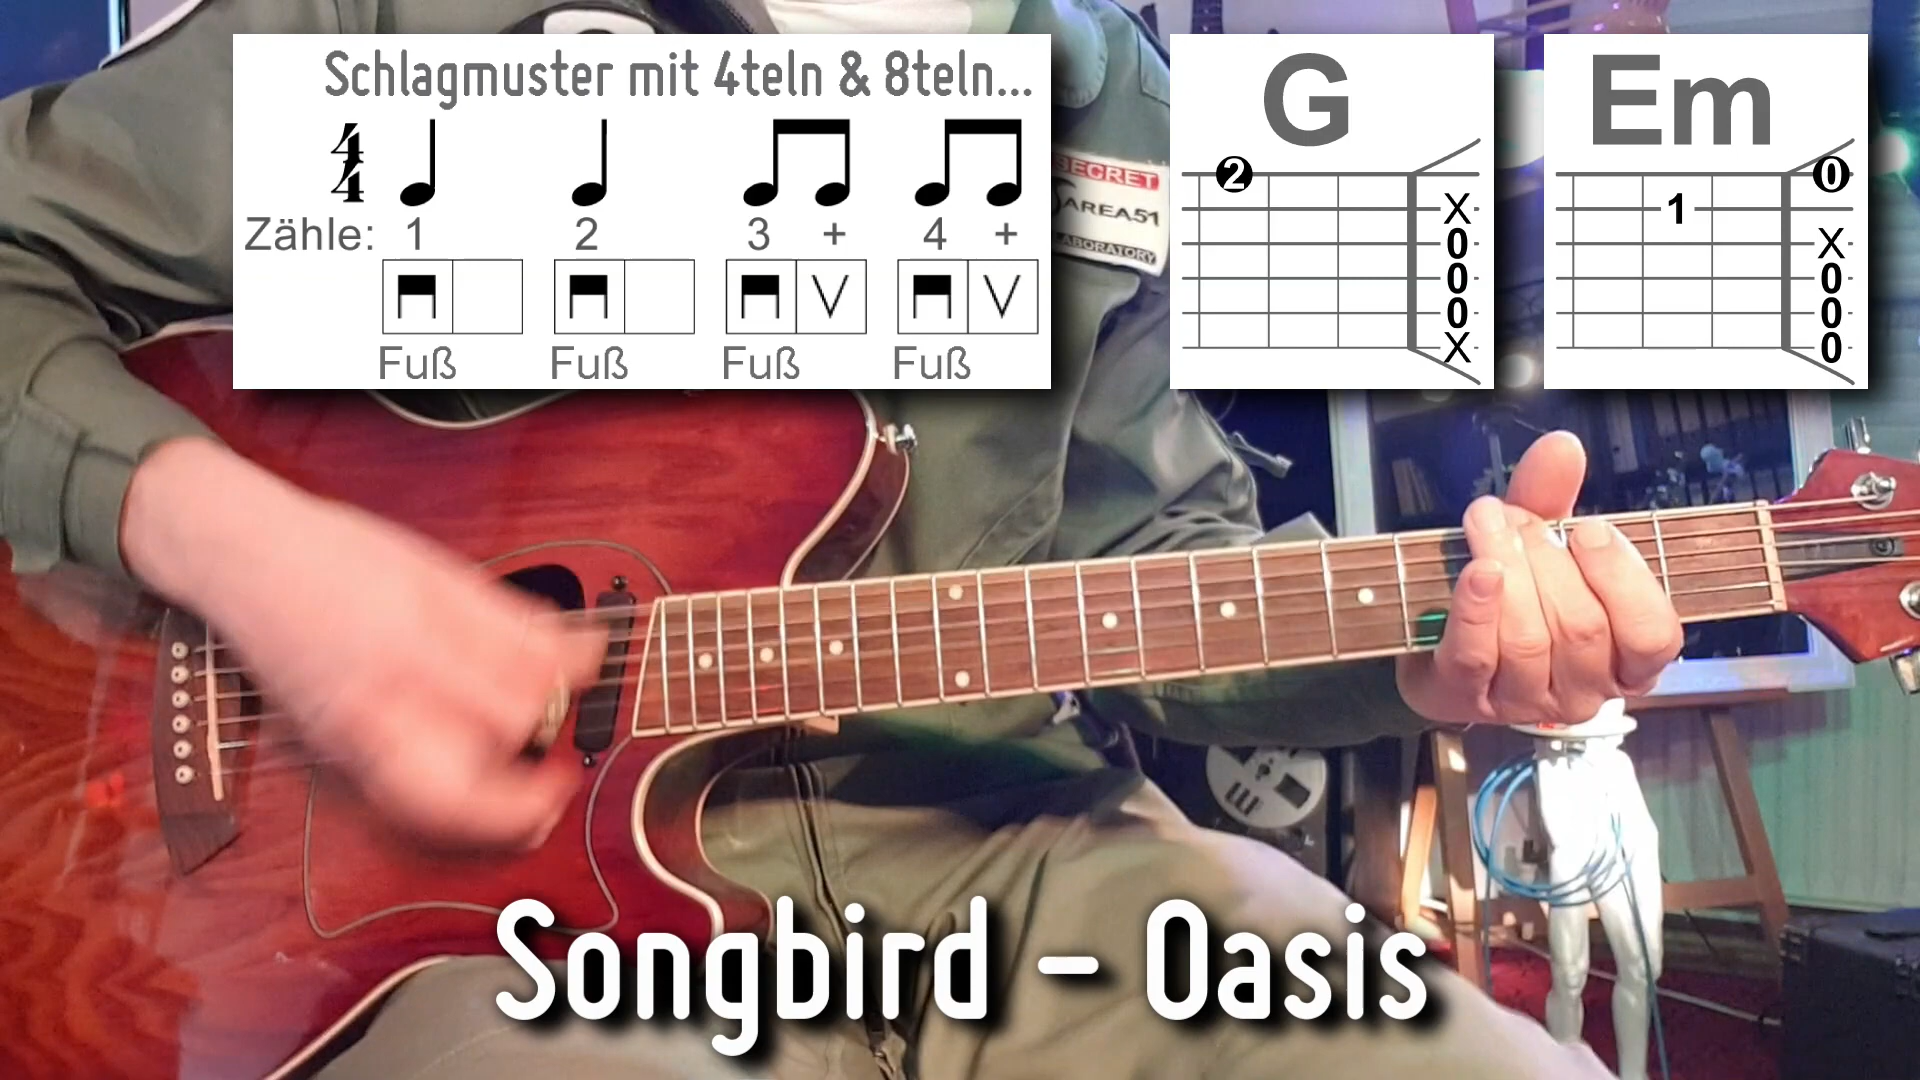 Schlagmuster mit 4teln & 8teln...
4
4
Zähle: 1 2 3 + 4 +
Fuß Fuß Fuß Fuß
G
2
X
0
0
0
X
Em
0
1
X
0
0
0
SECRET
AREA51
LABORATORY
Songbird - Oasis